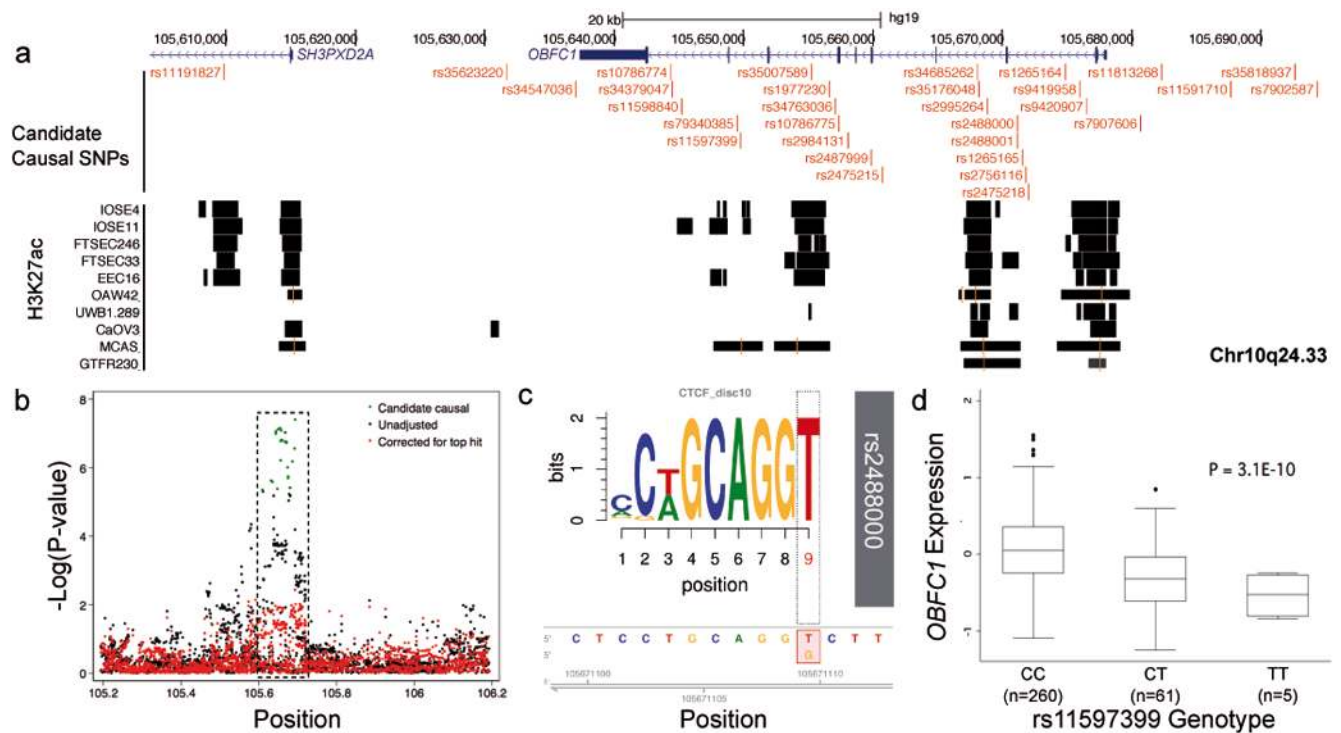 20 kb hg19
a
105,610,000 105,620,000 105,630,000 105,640,000 105,650,000 105,660,000 105,670,000 105,680,000 105,690,000
SH3PXD2A OBFC1
rs11191827 rs35623220 rs10786774 rs35007589 rs34685262 rs1265164 rs11813268 rs35818937
rs34547036 rs34379047 rs1977230 rs35176048 rs9419958 rs11591710 rs7902587
rs11598840 rs34763036 rs2995264 rs9420907
rs79340385 rs10786775 rs2488000 rs7907606
rs11597399 rs2984131 rs2488001
rs2487999 rs1265165
rs2475215 rs2756116
rs2475218
Candidate
Causal SNPs
H3K27ac
IOSE4
IOSE11
FTSEC246
FTSEC33
EEC16
OAW42
UWB1.289
CaOV3
MCAS
GTFR230
Chr10q24.33
b
8
6
4
2
0
-Log(P-value)
Candidate causal
Unadjusted
Corrected for top hit
105.2 105.4 105.6 105.8 106 106.2
Position
c
CTCF_disc10
2
1
0
bits
C CTGCAGGT
A
1 2 3 4 5 6 7 8 9
position
rs2488000
5' C T C C T G C A G G T C T T
G
105671100 105671110
105671105
Position
d
2
1
0
-1
OBFC1 Expression
P = 3.1E-10
CC CT TT
(n=260) (n=61) (n=5)
rs11597399 Genotype